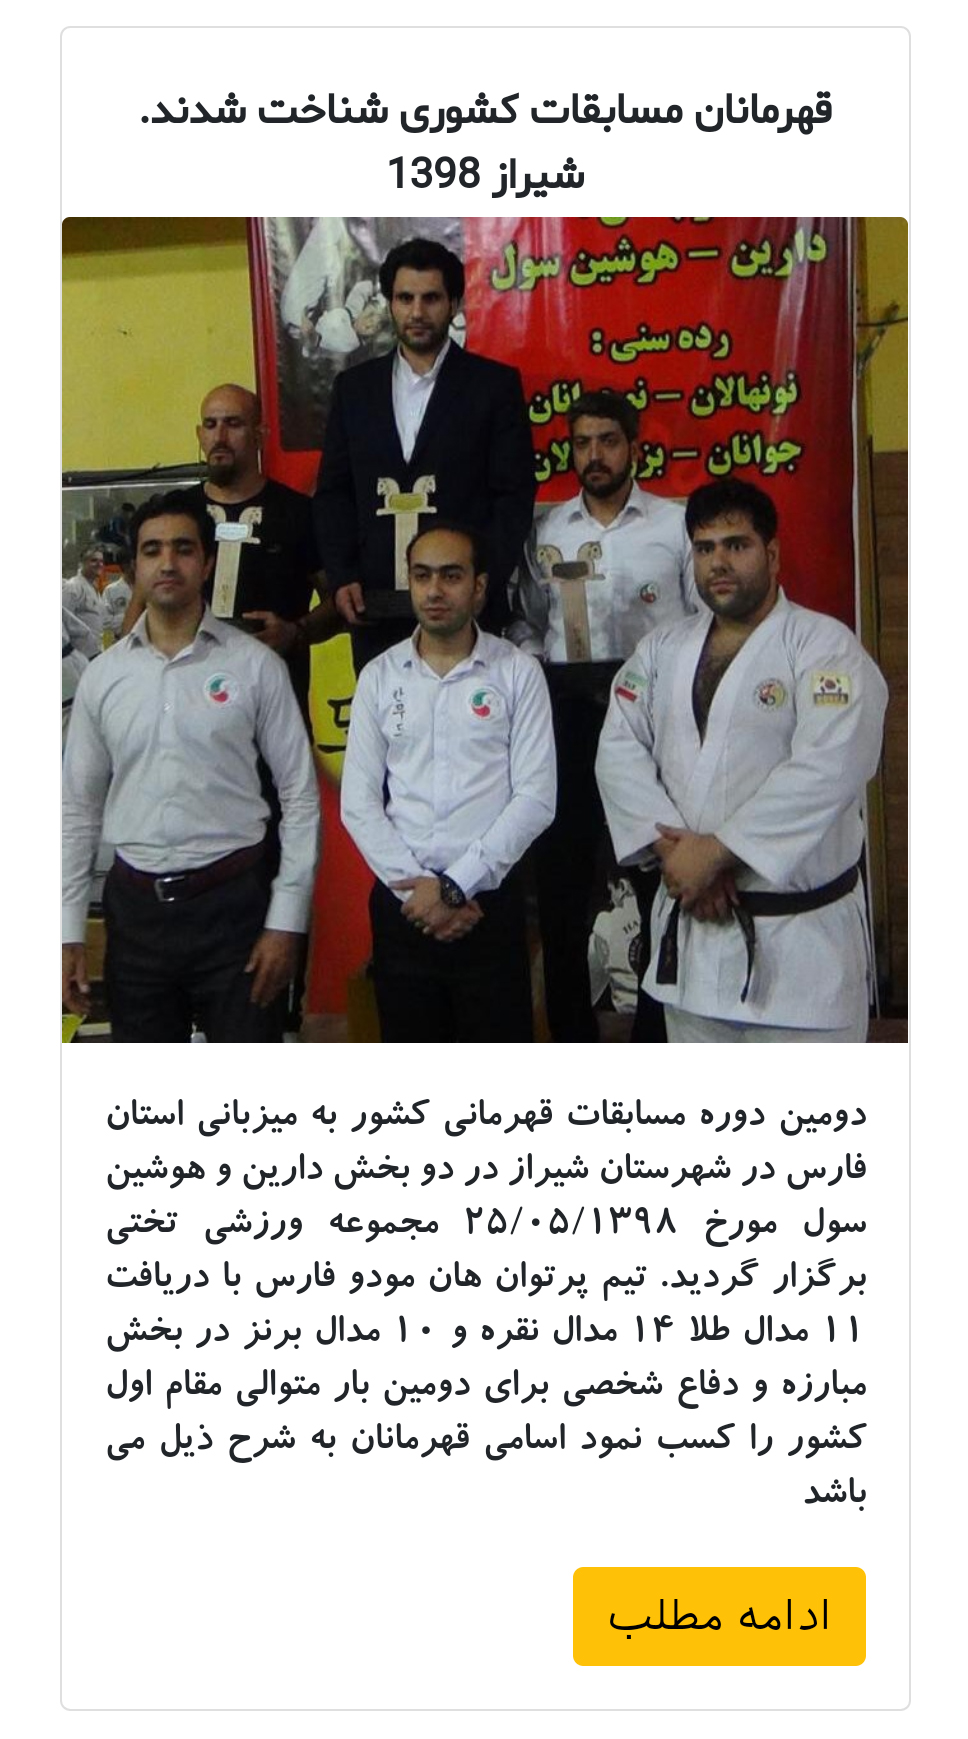 قهرمانان مسابقات کشوری شناخت شدند.
شیراز 1398
دارین – هوشین سول
رده سنی :
نونهالان –
جوانان –
한무도
دومین دوره مسابقات قهرمانی کشور به میزبانی استان
فارس در شهرستان شیراز در دو بخش دارین و هوشین
سول مورخ ۲۵/۰۵/۱۳۹۸ مجموعه ورزشی تختی
برگزار گردید. تیم پرتوان هان مودو فارس با دریافت
۱۱ مدال طلا ۱۴ مدال نقره و ۱۰ مدال برنز در بخش
مبارزه و دفاع شخصی برای دومین بار متوالی مقام اول
کشور را کسب نمود اسامی قهرمانان به شرح ذیل می
باشد
ادامه مطلب